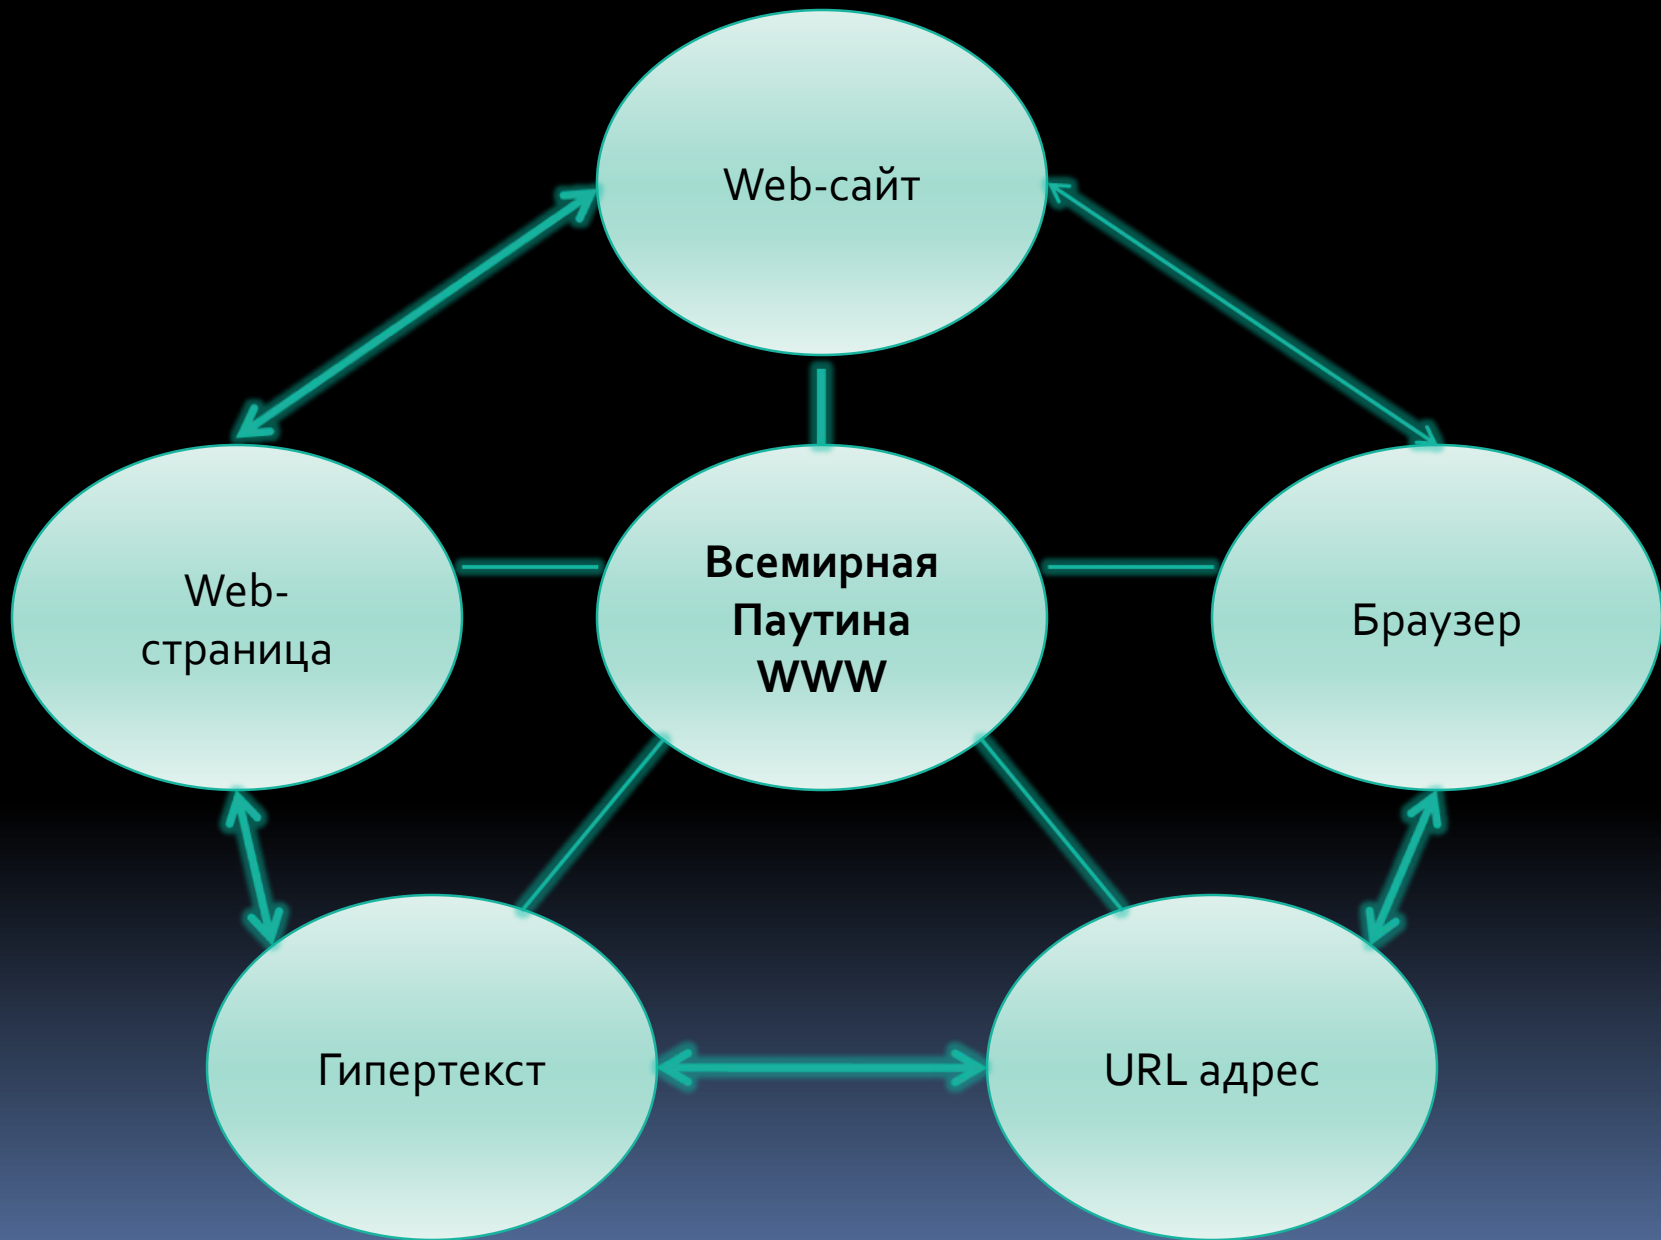 Web-сайт
Web-
страница
Всемирная
Паутина
WWW
Браузер
Гипертекст
URL адрес